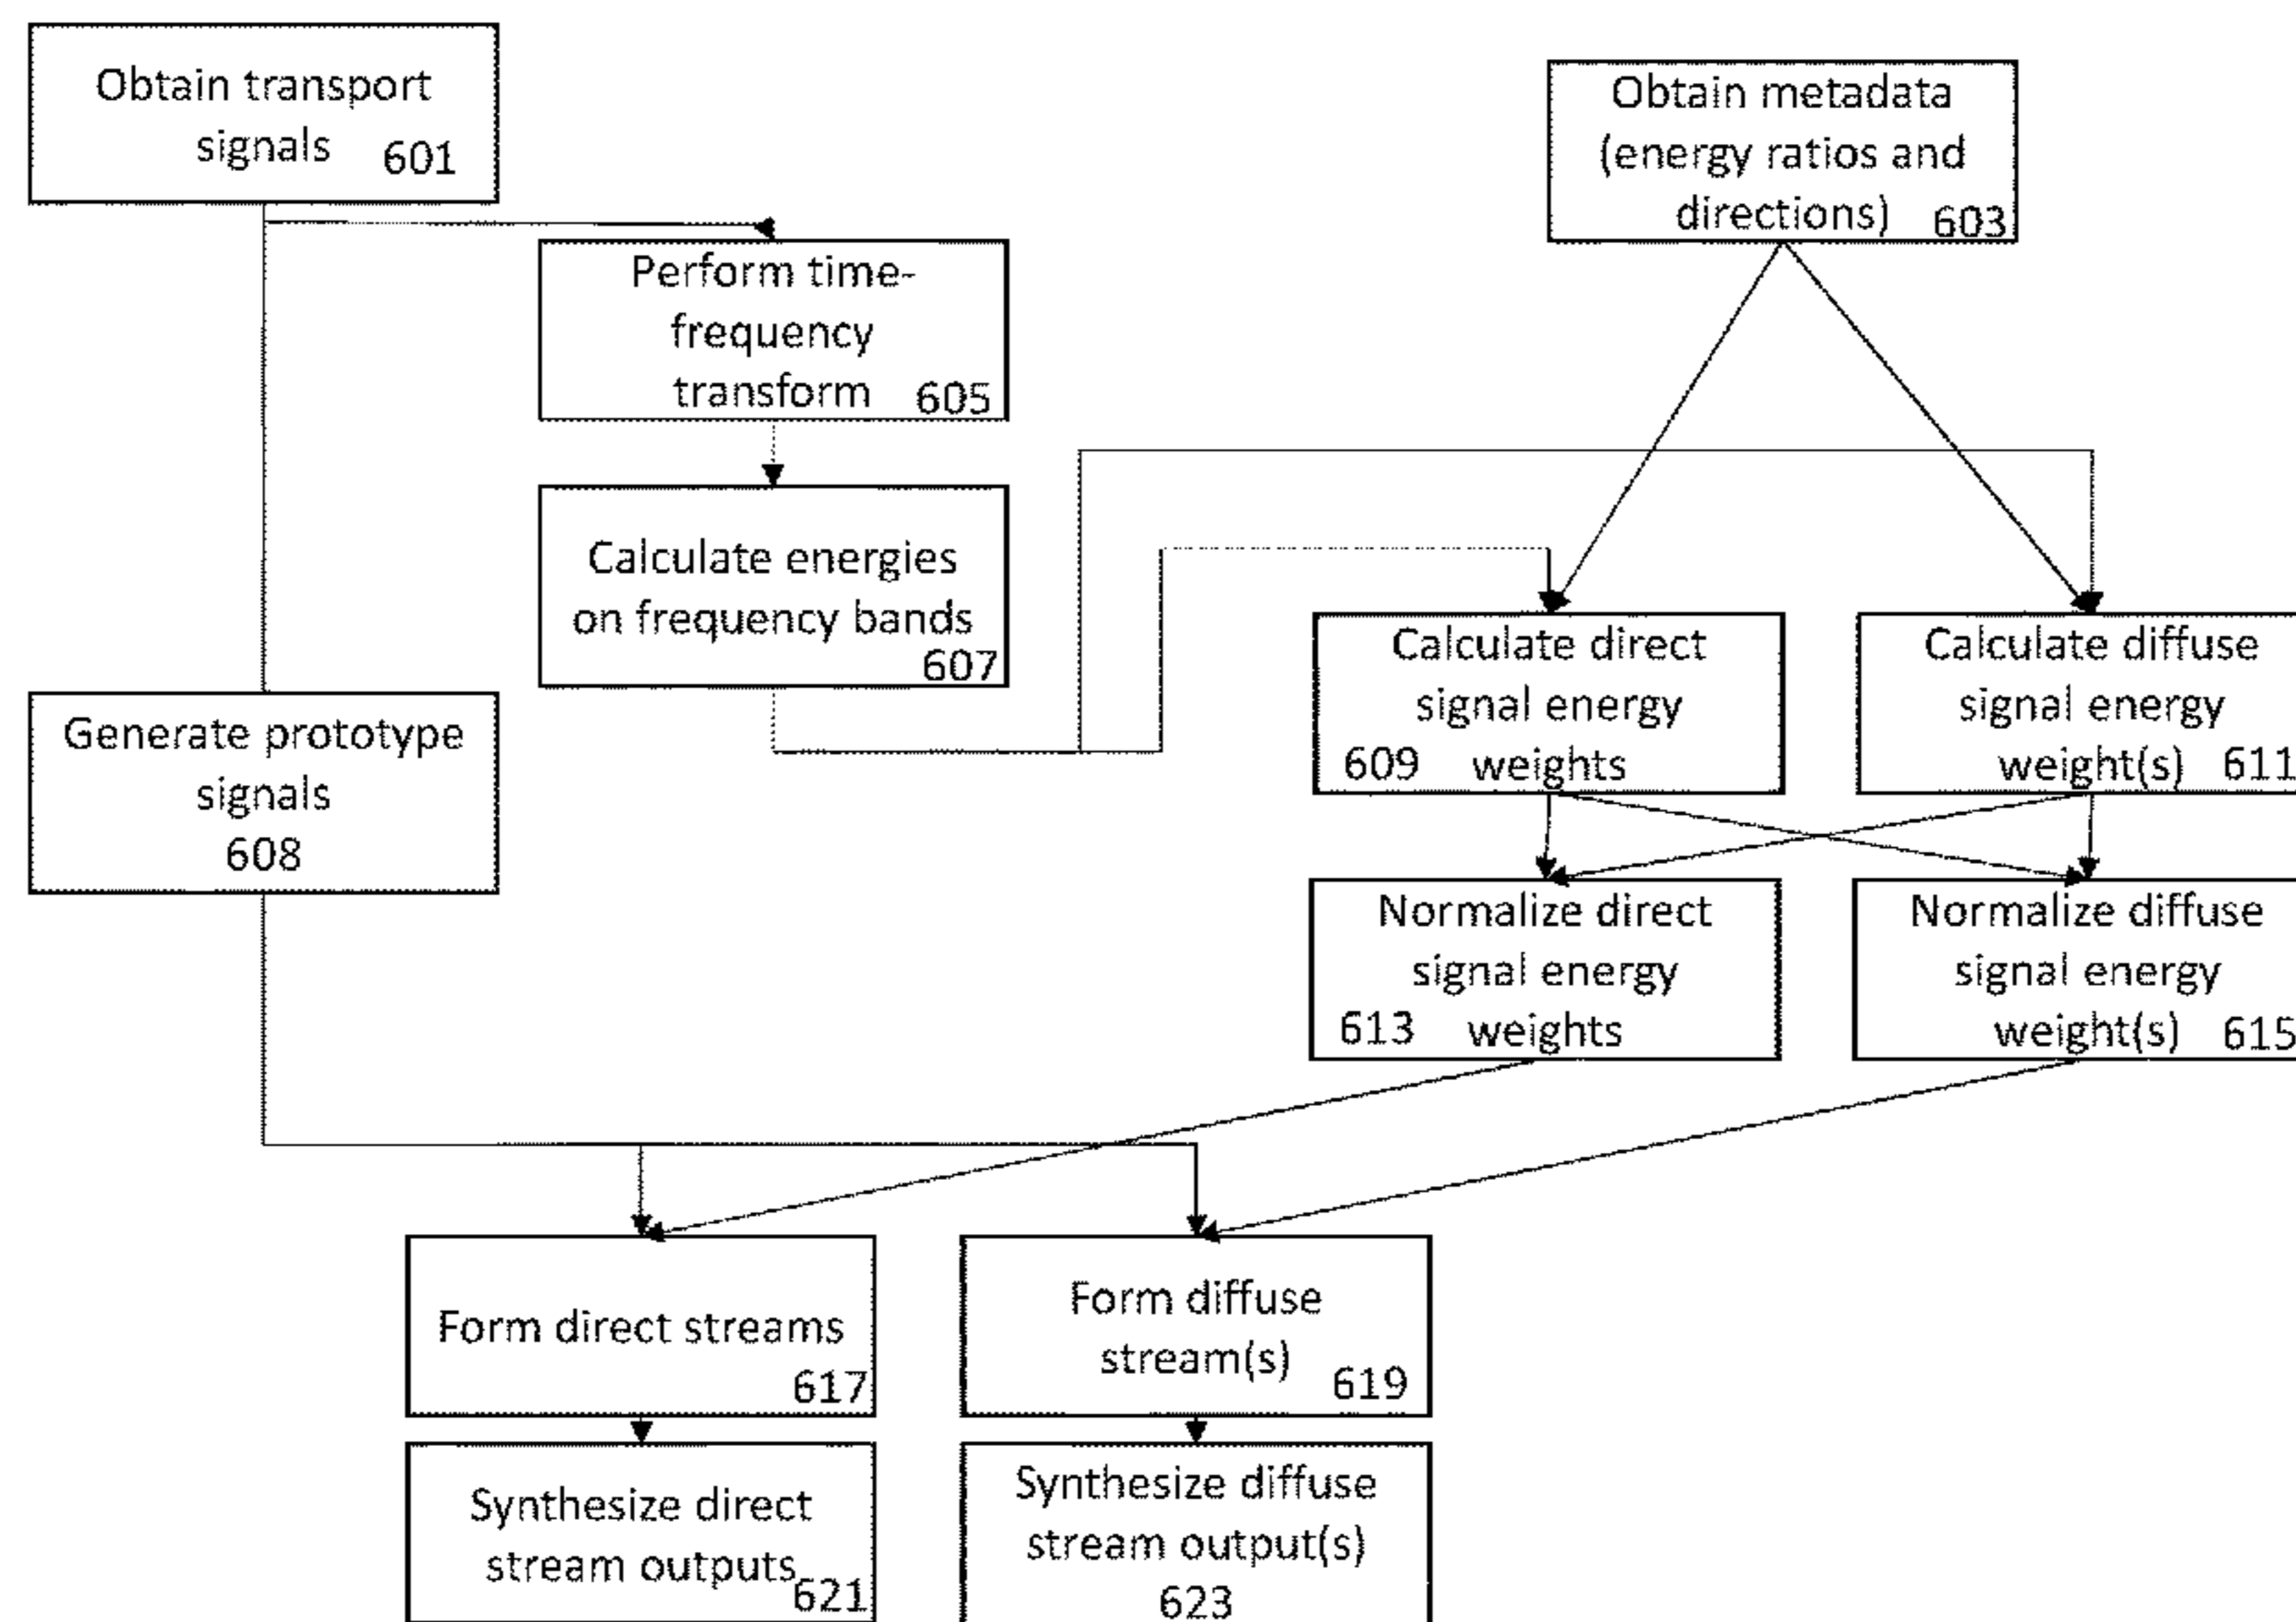 Obtain transport
signals 601
Obtain metadata
(energy ratios and
directions) 603
Perform time-
frequency
transform 605
Calculate energies
on frequency bands
607
Generate prototype
signals
608
Calculate direct
signal energy
609 weights
Calculate diffuse
signal energy
weight(s) 611
Normalize direct
signal energy
613 weights
Normalize diffuse
signal energy
weight(s) 615
Form direct streams
617
Form diffuse
stream(s) 619
Synthesize direct
stream outputs 621
Synthesize diffuse
stream output(s)
623